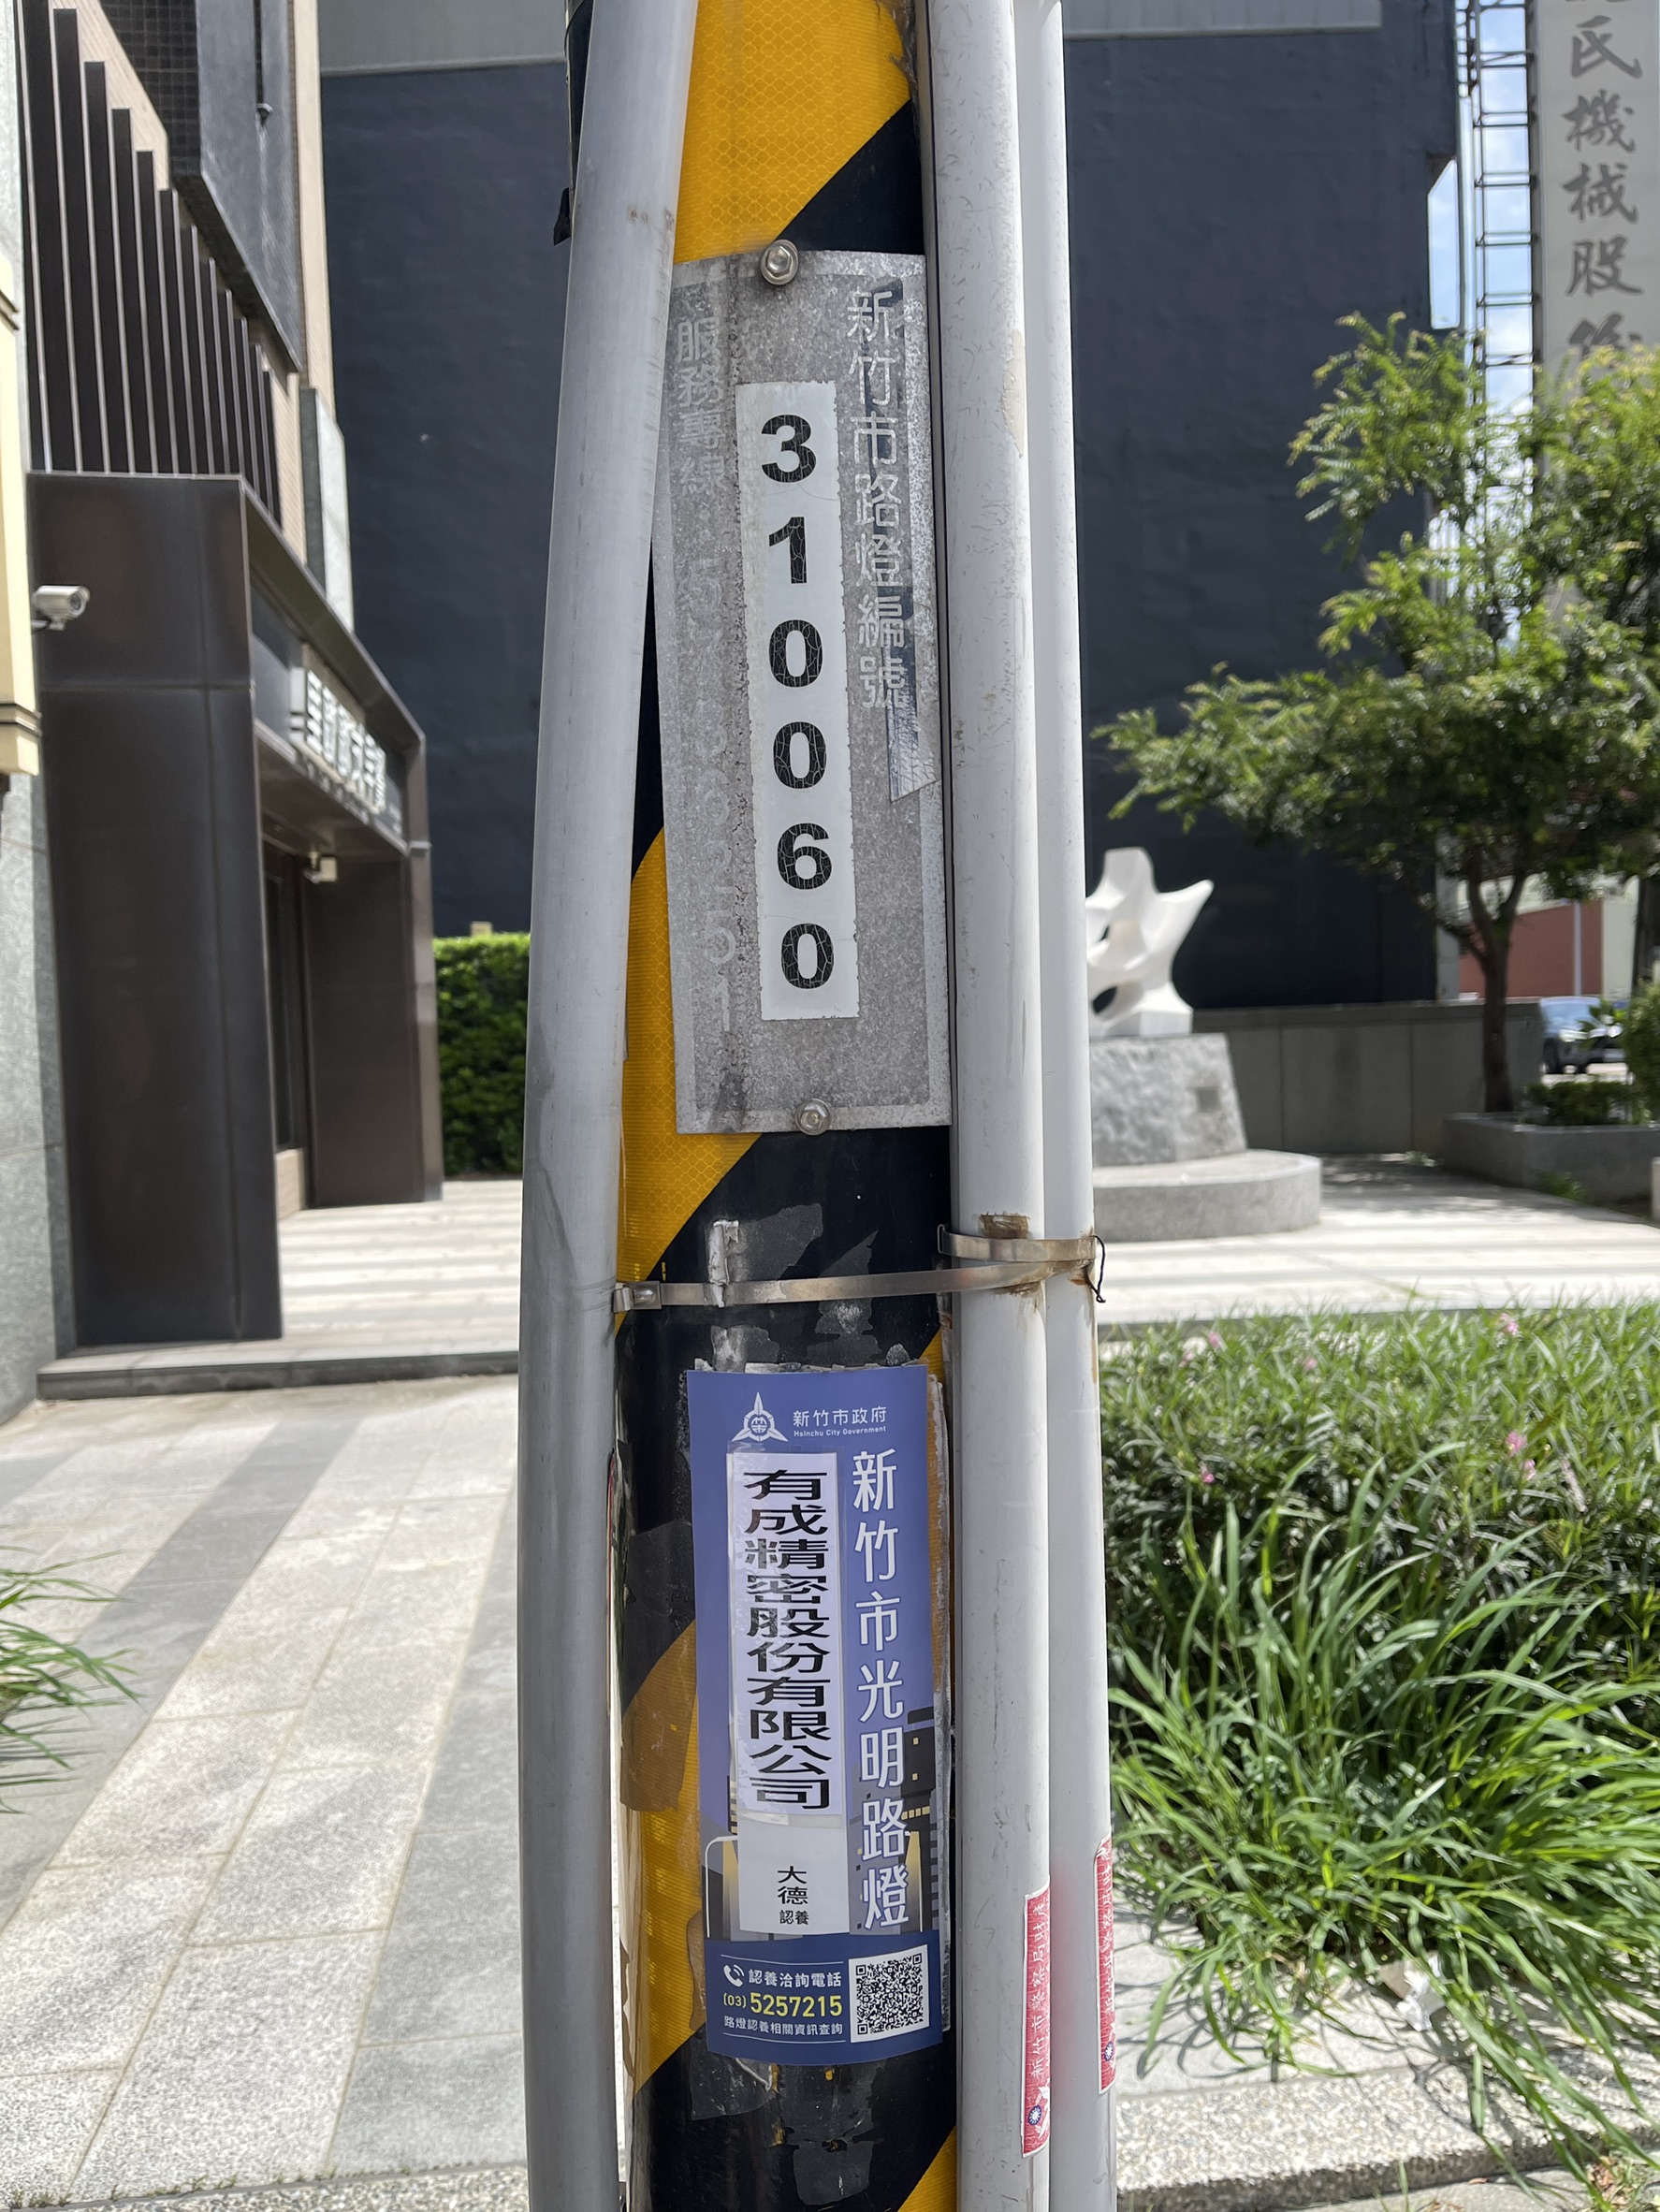 新竹市路燈編號
310060
服務專線
新竹市政府
Hsinchu City Government
新竹市光明路燈
有成精密股份有限公司
大德
認養
認養洽詢電話
(03) 5257215
路燈認養相關資訊查詢
氏機械股份